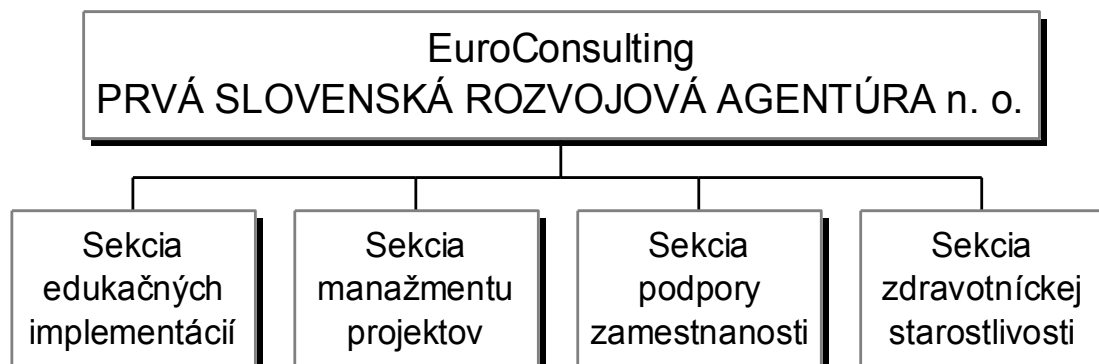 EuroConsulting
PRVÁ SLOVENSKÁ ROZVOJOVÁ AGENTÚRA n. o.
Sekcia
edukačných
implementácií
Sekcia
manažmentu
projektov
Sekcia
podpory
zamestnanosti
Sekcia
zdravotníckej
starostlivosti